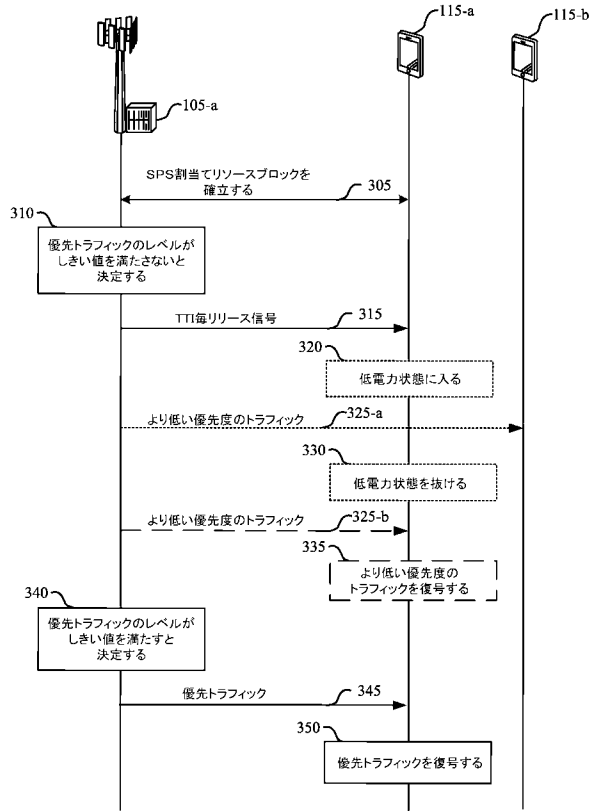 115-a
115-b
105-a
SPS割当てリソースブロックを
確立する
305
310
優先トラフィックのレベルが
しきい値を満たさないと
決定する
TTI毎リリース信号
315
320
低電力状態に入る
より低い優先度のトラフィック
325-a
330
低電力状態を抜ける
より低い優先度のトラフィック
325-b
335
より低い優先度の
トラフィックを復号する
340
優先トラフィックのレベルが
しきい値を満たすと
決定する
優先トラフィック
345
350
優先トラフィックを復号する